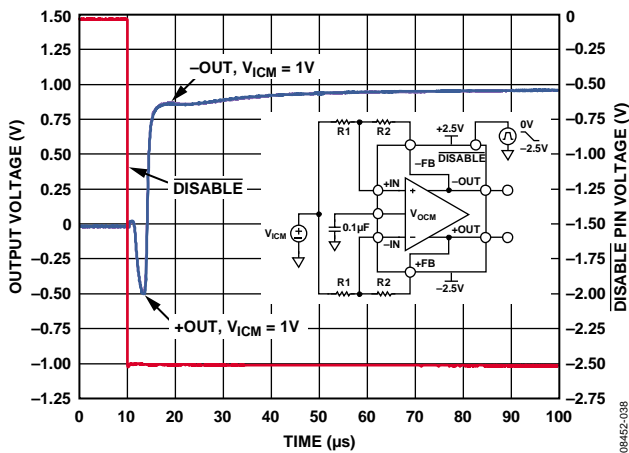 1.50
1.25
1.00
0.75
0.50
0.25
0
–0.25
–0.50
–0.75
–1.00
–1.25
OUTPUT VOLTAGE (V)
0
–0.25
–0.50
–0.75
–1.00
–1.25
–1.50
–1.75
–2.00
–2.25
–2.50
–2.75
DISABLE PIN VOLTAGE (V)
0 10 20 30 40 50 60 70 80 90 100
TIME (µs)
–OUT, VICM = 1V
DISABLE
+OUT, VICM = 1V
R1 R2
+2.5V
0V
–2.5V
–FB
DISABLE
+IN
–OUT
VOCM
VICM
0.1µF
–IN
+OUT
+FB
R1 R2
–2.5V
08452-038